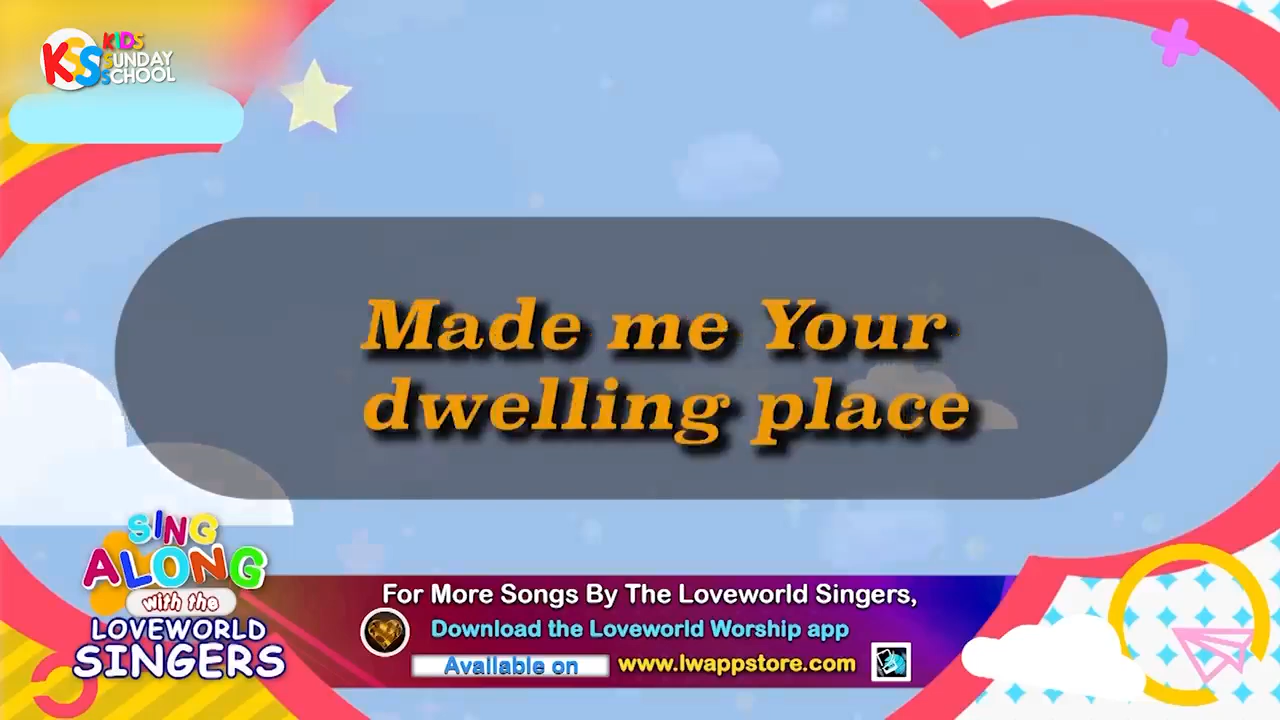 KSS KIDS
SUNDAY
SCHOOL
Made me Your
dwelling place
SING
ALONG
with the
LOVEWORLD
SINGERS
For More Songs By The Loveworld Singers,
Download the Loveworld Worship app
Available on www.lwappstore.com